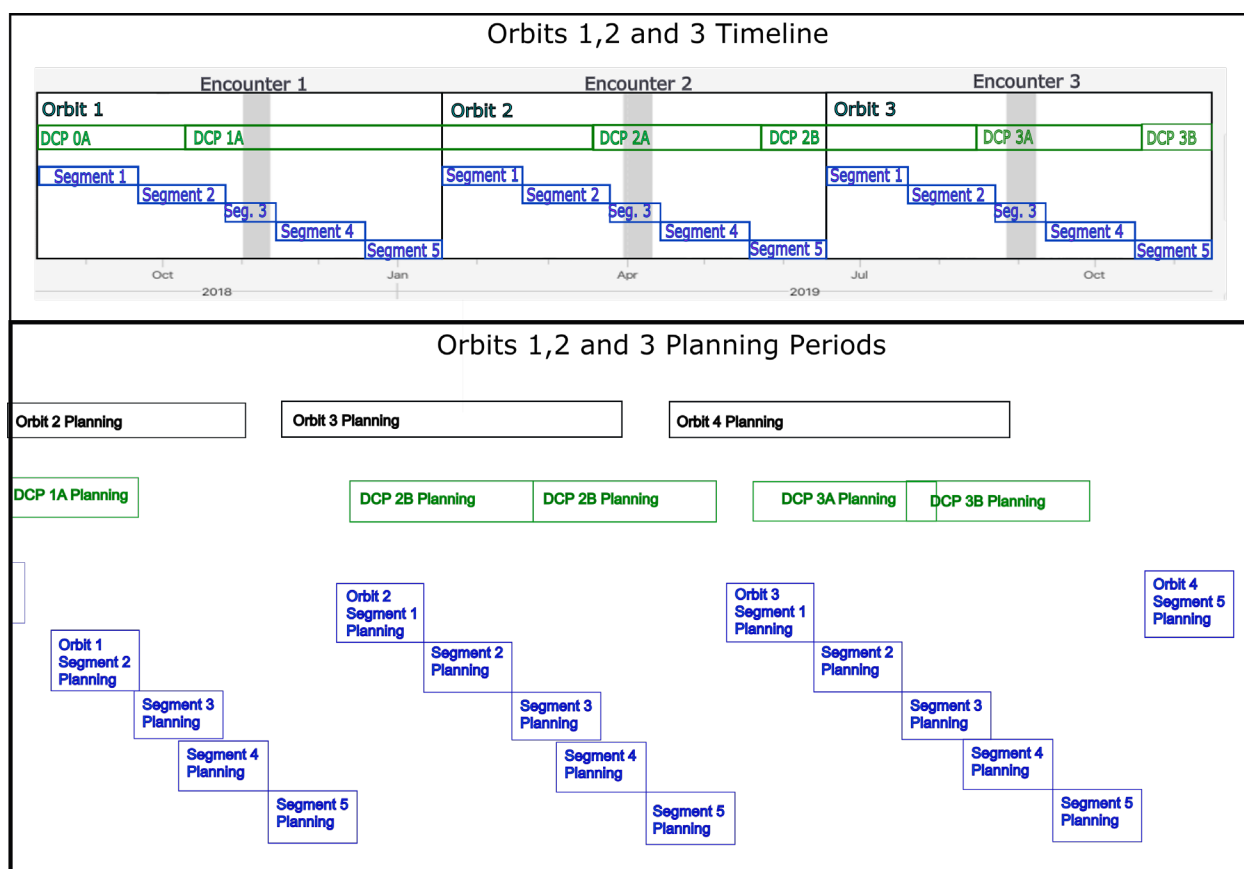 Orbits 1,2 and 3 Timeline
Encounter 1
Encounter 2
Encounter 3
Orbit 1
Orbit 2
Orbit 3
DCP 0A
DCP 1A
DCP 2A
DCP 2B
DCP 3A
DCP 3B
Segment 1
Segment 2
Seg. 3
Segment 4
Segment 5
Segment 1
Segment 2
Seg. 3
Segment 4
Segment 5
Segment 1
Segment 2
Seg. 3
Segment 4
Segment 5
Oct
Jan
Apr
Jul
Oct
2018
2019
Orbits 1,2 and 3 Planning Periods
Orbit 2 Planning
Orbit 3 Planning
Orbit 4 Planning
DCP 1A Planning
DCP 2B Planning
DCP 2B Planning
DCP 3A Planning
DCP 3B Planning
Orbit 1
Segment 2
Planning
Segment 3
Planning
Segment 4
Planning
Segment 5
Planning
Orbit 2
Segment 1
Planning
Segment 2
Planning
Segment 3
Planning
Segment 4
Planning
Segment 5
Planning
Orbit 3
Segment 1
Planning
Segment 2
Planning
Segment 3
Planning
Segment 4
Planning
Segment 5
Planning
Orbit 4
Segment 5
Planning